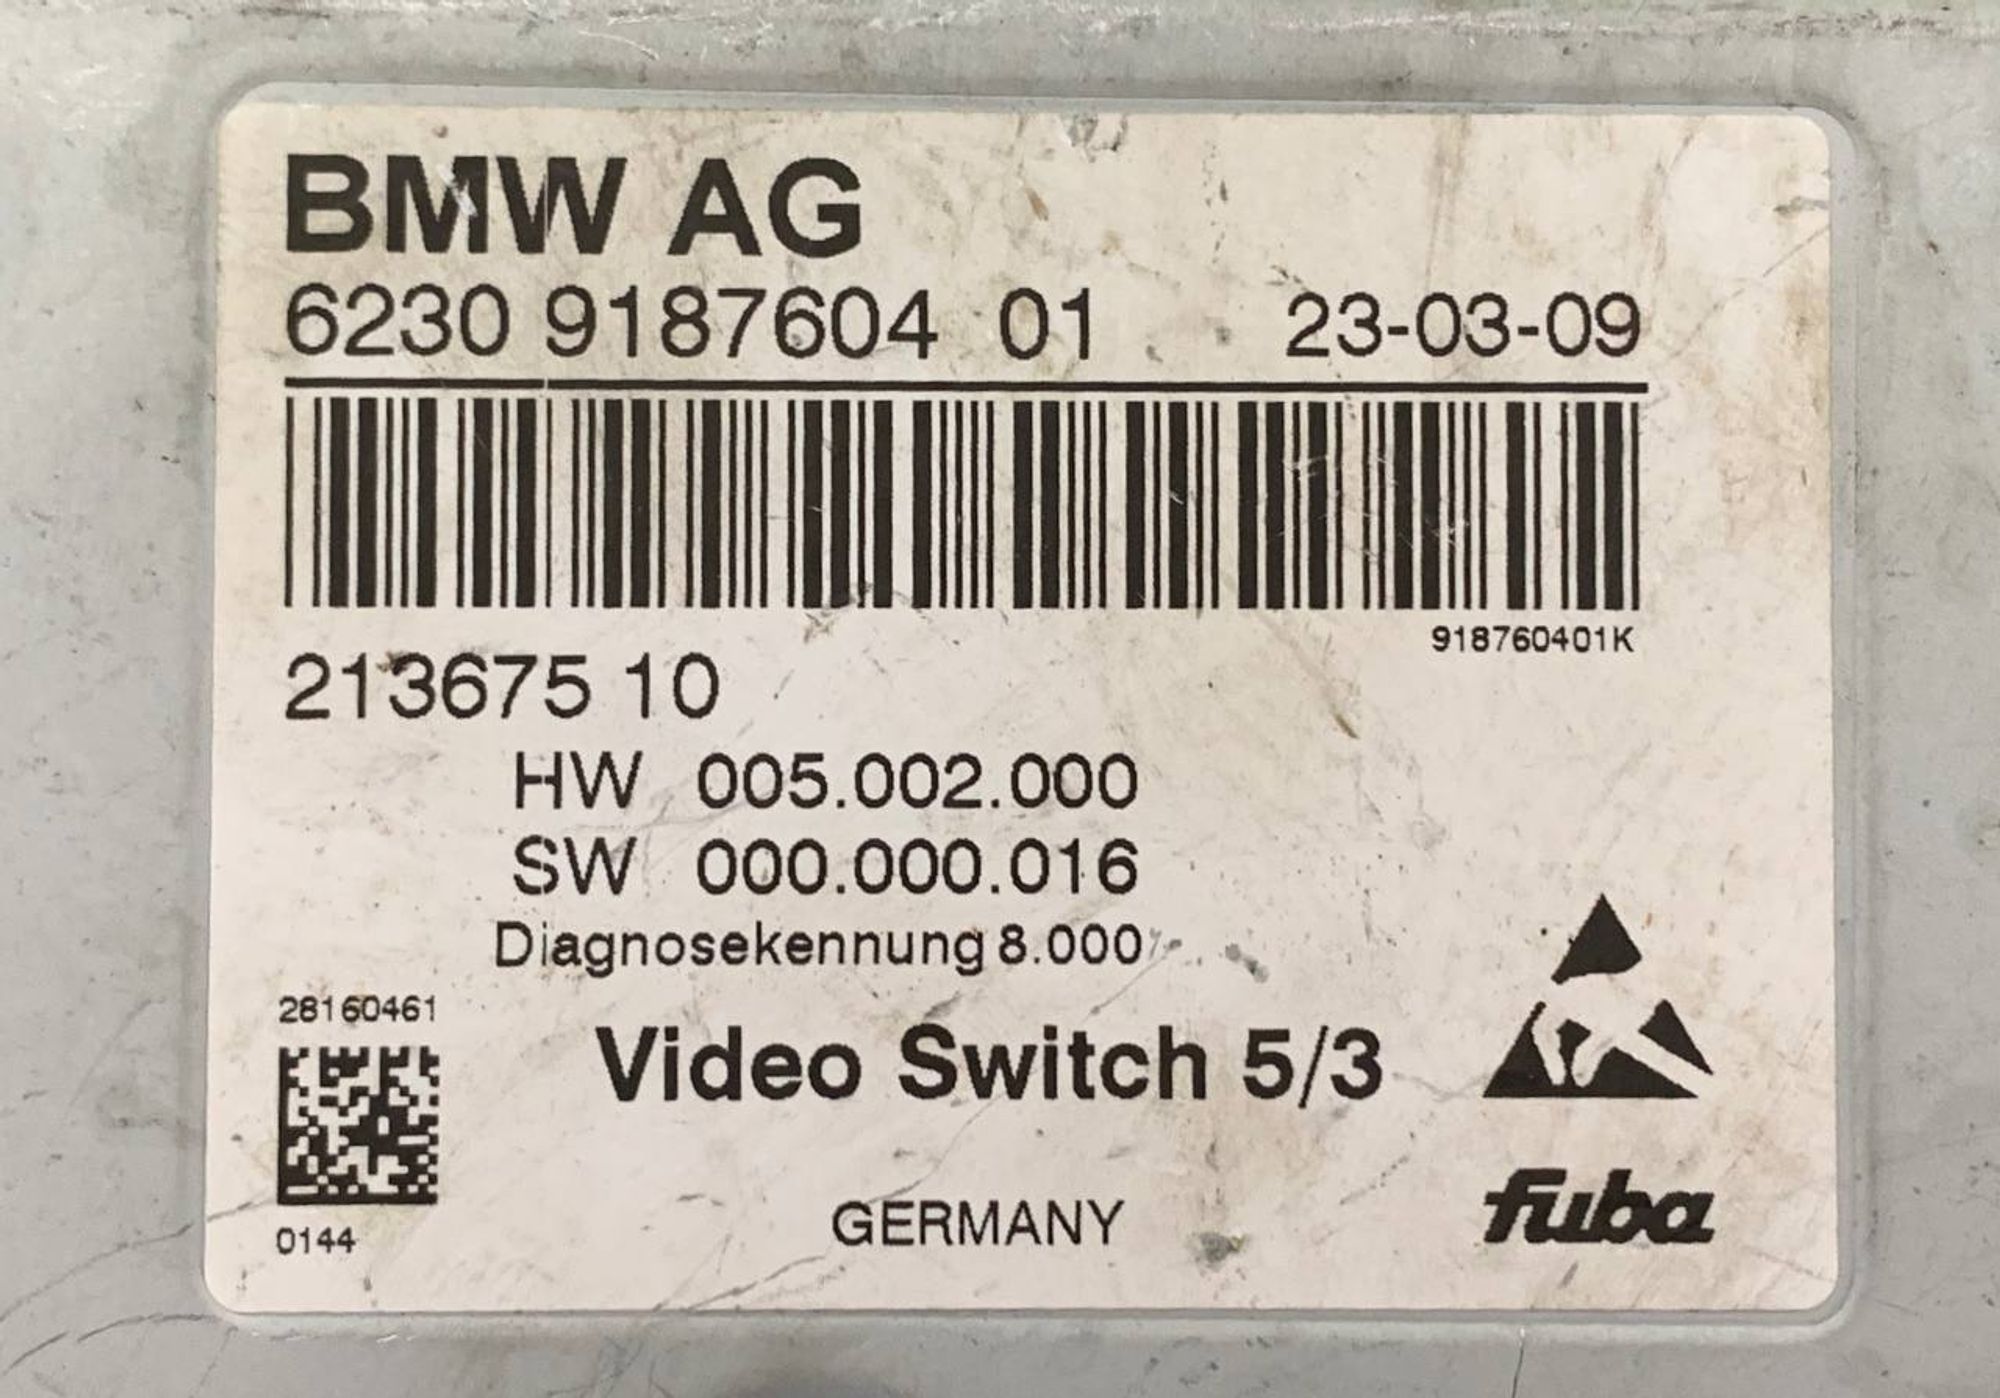 BMW AG
6230 9187604 01 23-03-09
918760401K
213675 10
HW 005.002.000
SW 000.000.016
Diagnosekennung 8.000
28160461
Video Switch 5/3
fuba
GERMANY
0144